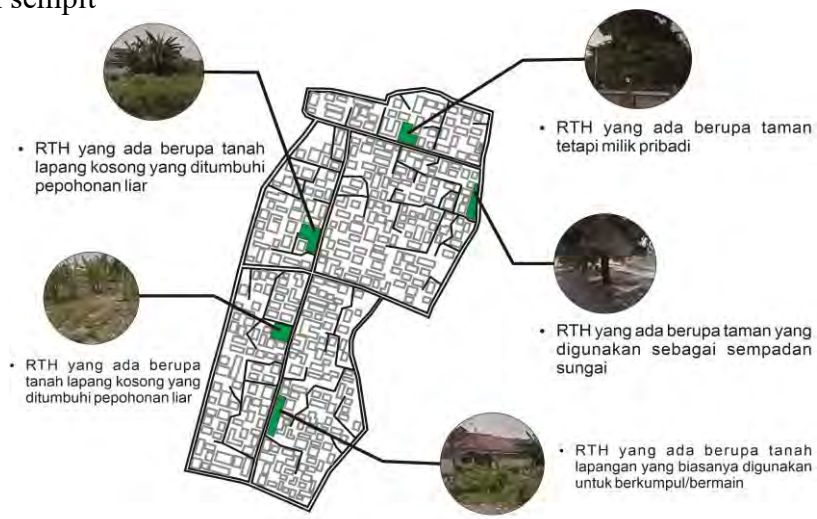 sempit
• RTH yang ada berupa tanah
lapang kosong yang ditumbuhi
pepohonan liar
• RTH yang ada berupa taman
tetapi milik pribadi
• RTH yang ada berupa taman yang
digunakan sebagai sempadan
sungai
• RTH yang ada berupa
tanah lapang kosong yang
ditumbuhi pepohonan liar
• RTH yang ada berupa tanah
lapangan yang biasanya digunakan
untuk berkumpul/bermain